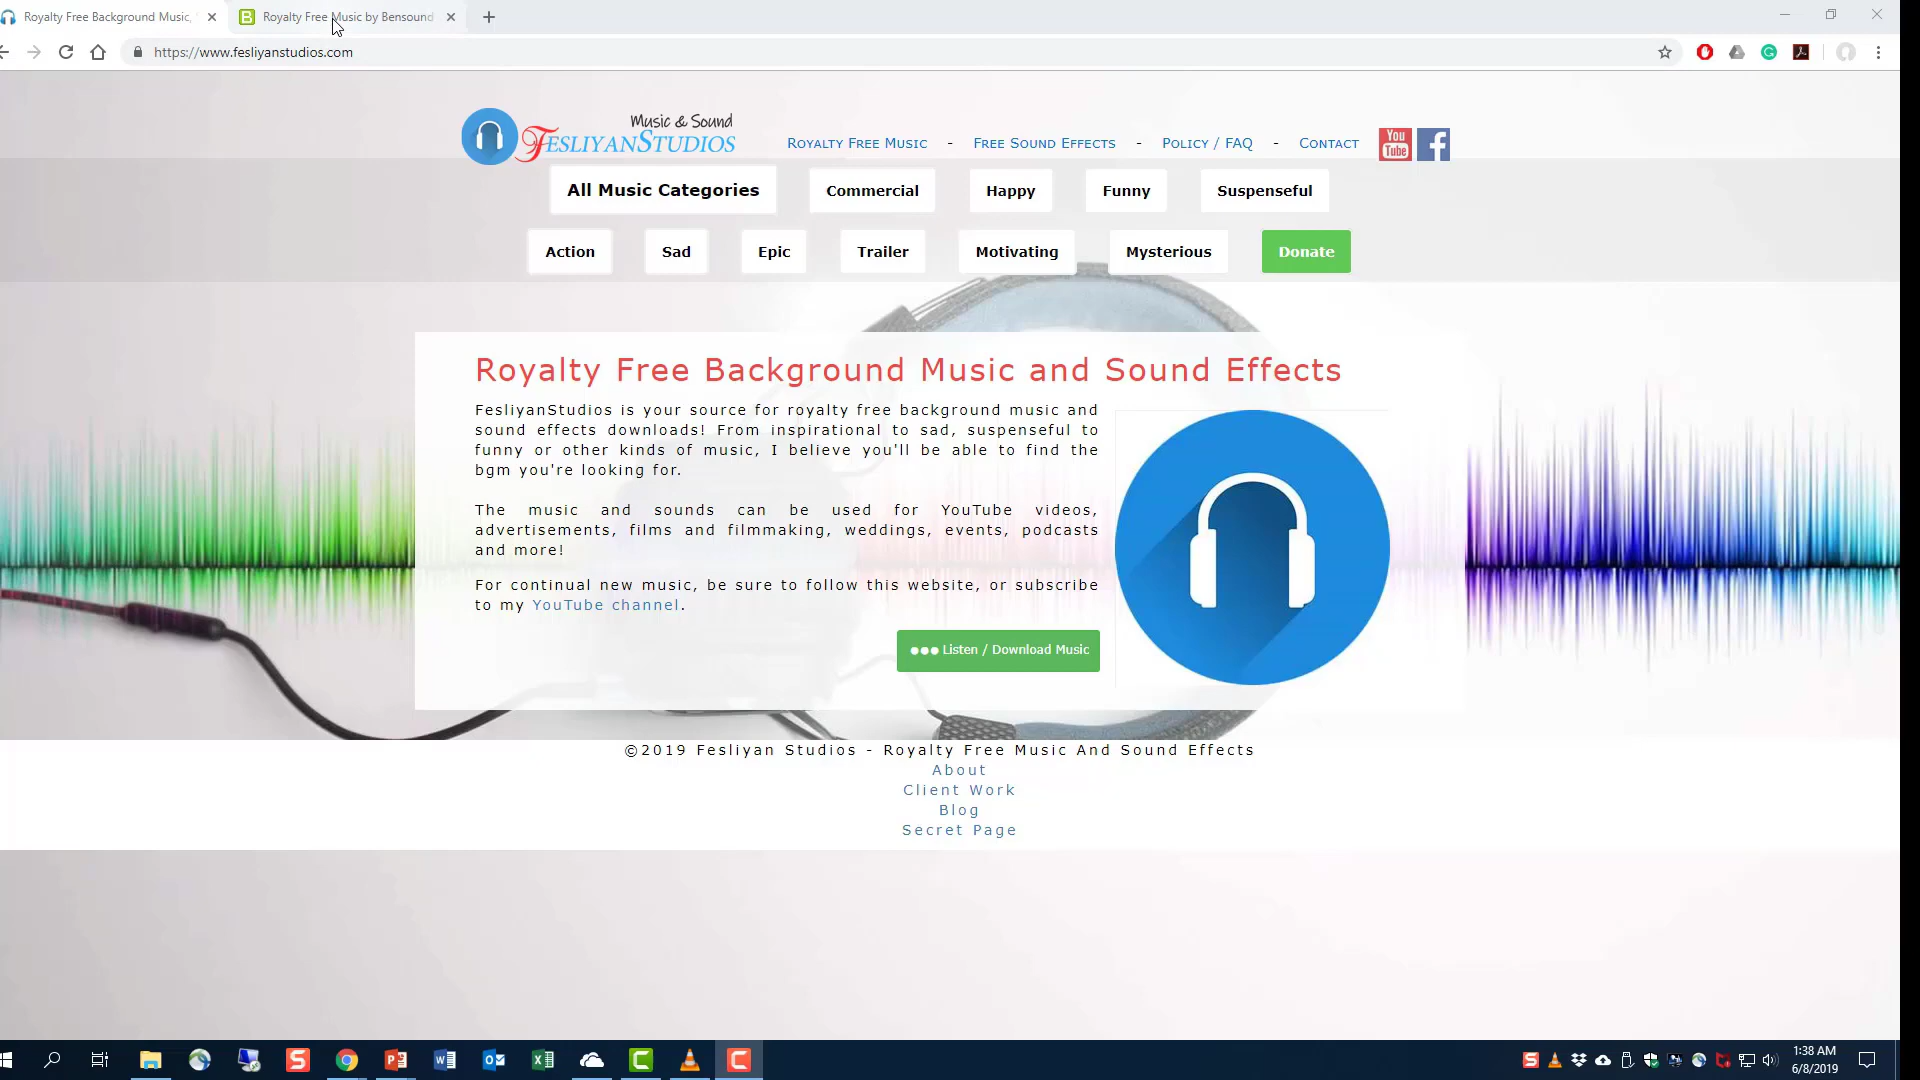 Royalty Free Background Music,
Royalty Free Music by Bensound
https://www.fesliyanstudios.com
Music & Sound
FesliyanStudios
Royalty Free Music - Free Sound Effects - Policy / FAQ - Contact
You Tube
All Music Categories Commercial Happy Funny Suspenseful
Action Sad Epic Trailer Motivating Mysterious Donate
Royalty Free Background Music and Sound Effects
FesliyanStudios is your source for royalty free background music and
sound effects downloads! From inspirational to sad, suspenseful to
funny or other kinds of music, I believe you'll be able to find the
bgm you're looking for.
The music and sounds can be used for YouTube videos,
advertisements, films and filmmaking, weddings, events, podcasts
and more!
For continual new music, be sure to follow this website, or subscribe
to my YouTube channel.
Listen / Download Music
©2019 Fesliyan Studios - Royalty Free Music And Sound Effects
About
Client Work
Blog
Secret Page
1:38 AM
6/8/2019